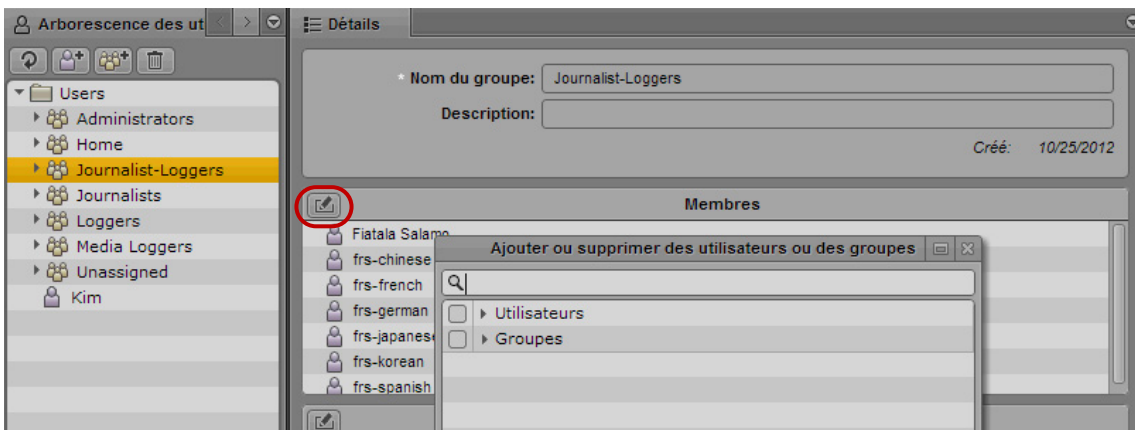 Arborescence des ut
Users
Administrators
Home
Journalist-Loggers
Journalists
Loggers
Media Loggers
Unassigned
Kim
Détails
* Nom du groupe: Journalist-Loggers
Description:
Créé: 10/25/2012
Membres
Fiatala Salamo
frs-chinese
frs-french
frs-german
frs-japanese
frs-korean
frs-spanish
Ajouter ou supprimer des utilisateurs ou des groupes
Utilisateurs
Groupes